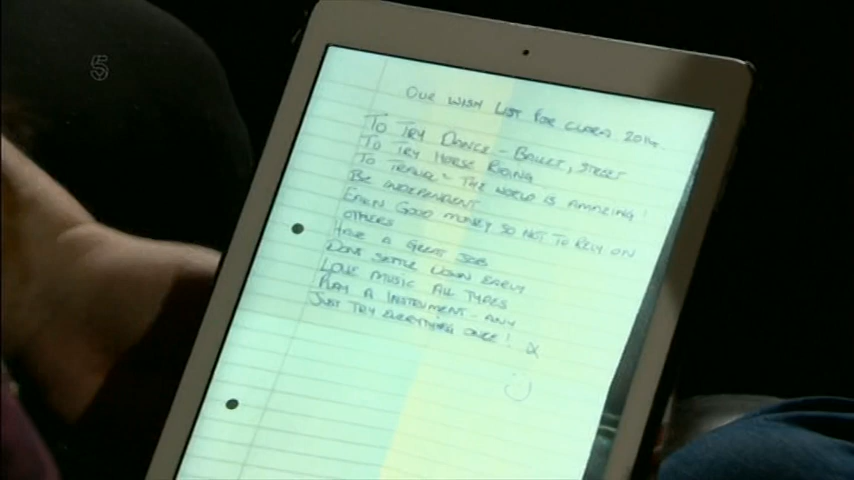 5
OUR WISH LIST FOR CLARA 2014
TO TRY DANCE - BALLET, STREET
TO TRY HORSE RIDING
TO TRAVEL - THE WORLD IS AMAZING!
BE INDEPENDENT
EARN GOOD MONEY SO NOT TO RELY ON
OTHERS
HAVE A GREAT JOB
DONT SETTLE DOWN EARLY
LOVE MUSIC ALL TYPES
PLAY A INSTRUMENT - ANY
JUST TRY EVERYTHING ONCE! X